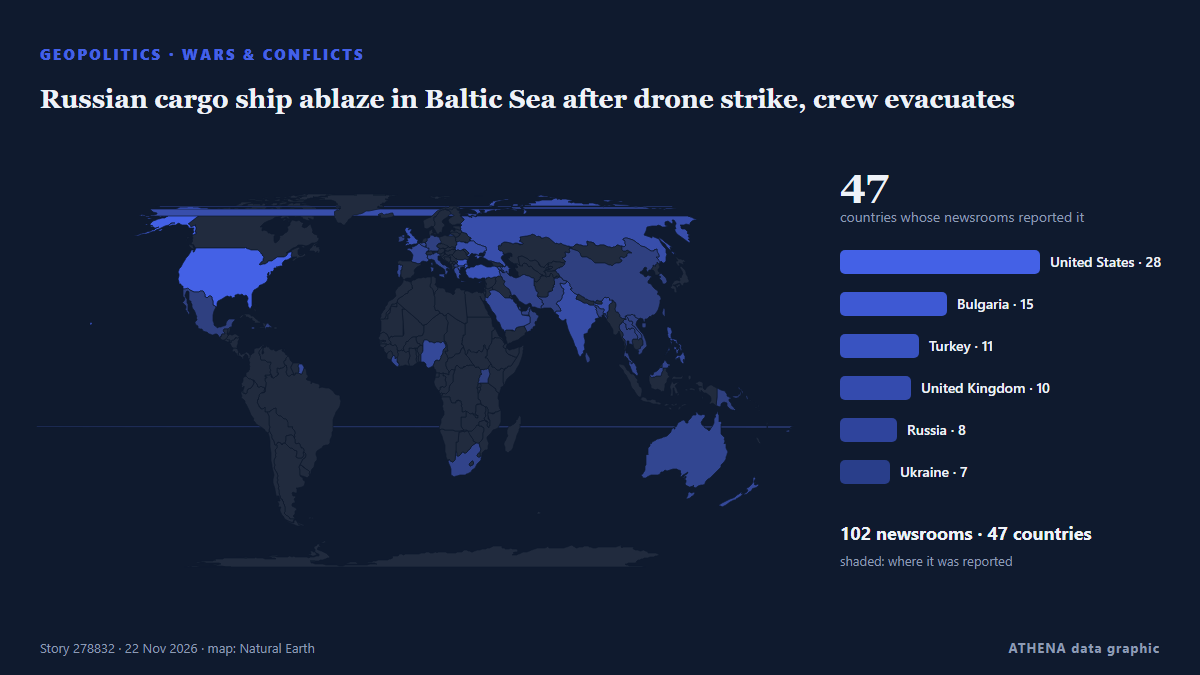 GEOPOLITICS · WARS & CONFLICTS
Russian cargo ship ablaze in Baltic Sea after drone strike, crew evacuates
47
countries whose newsrooms reported it
United States · 28
Bulgaria · 15
Turkey · 11
United Kingdom · 10
Russia · 8
Ukraine · 7
102 newsrooms · 47 countries
shaded: where it was reported
Story 278832 · 22 Nov 2026 · map: Natural Earth
ATHENA data graphic